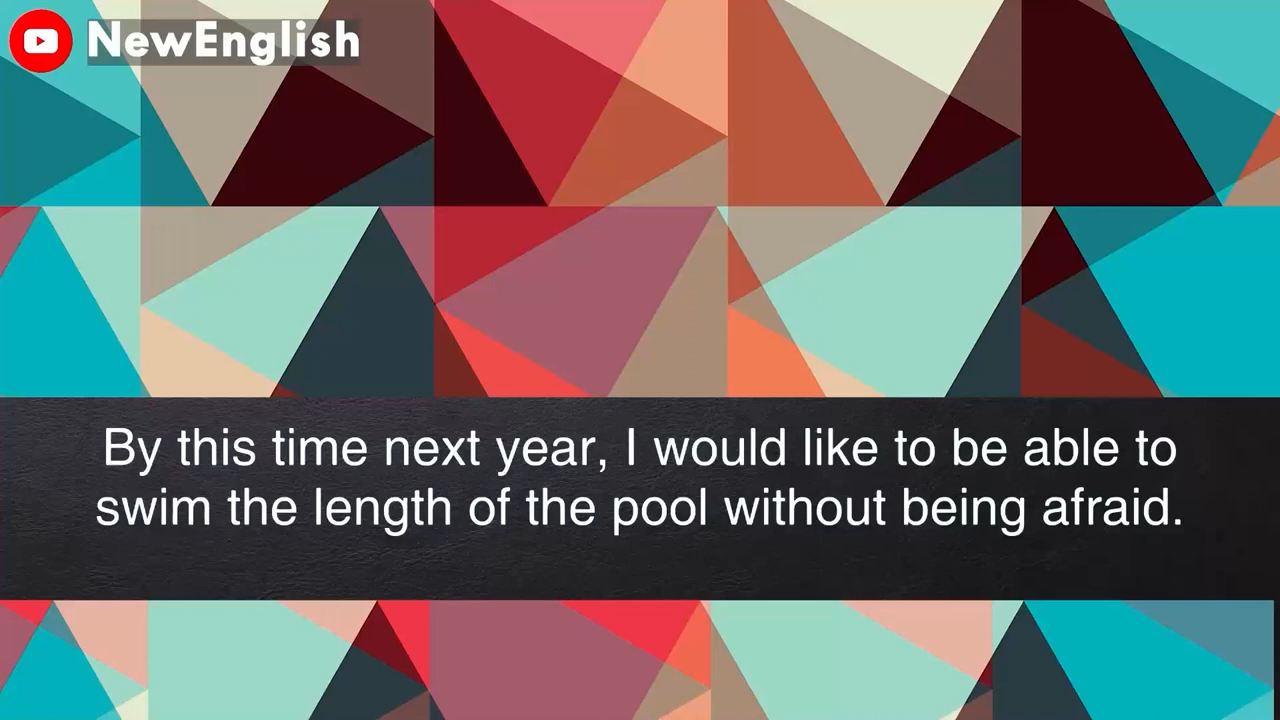 NewEnglish
By this time next year, I would like to be able to
swim the length of the pool without being afraid.